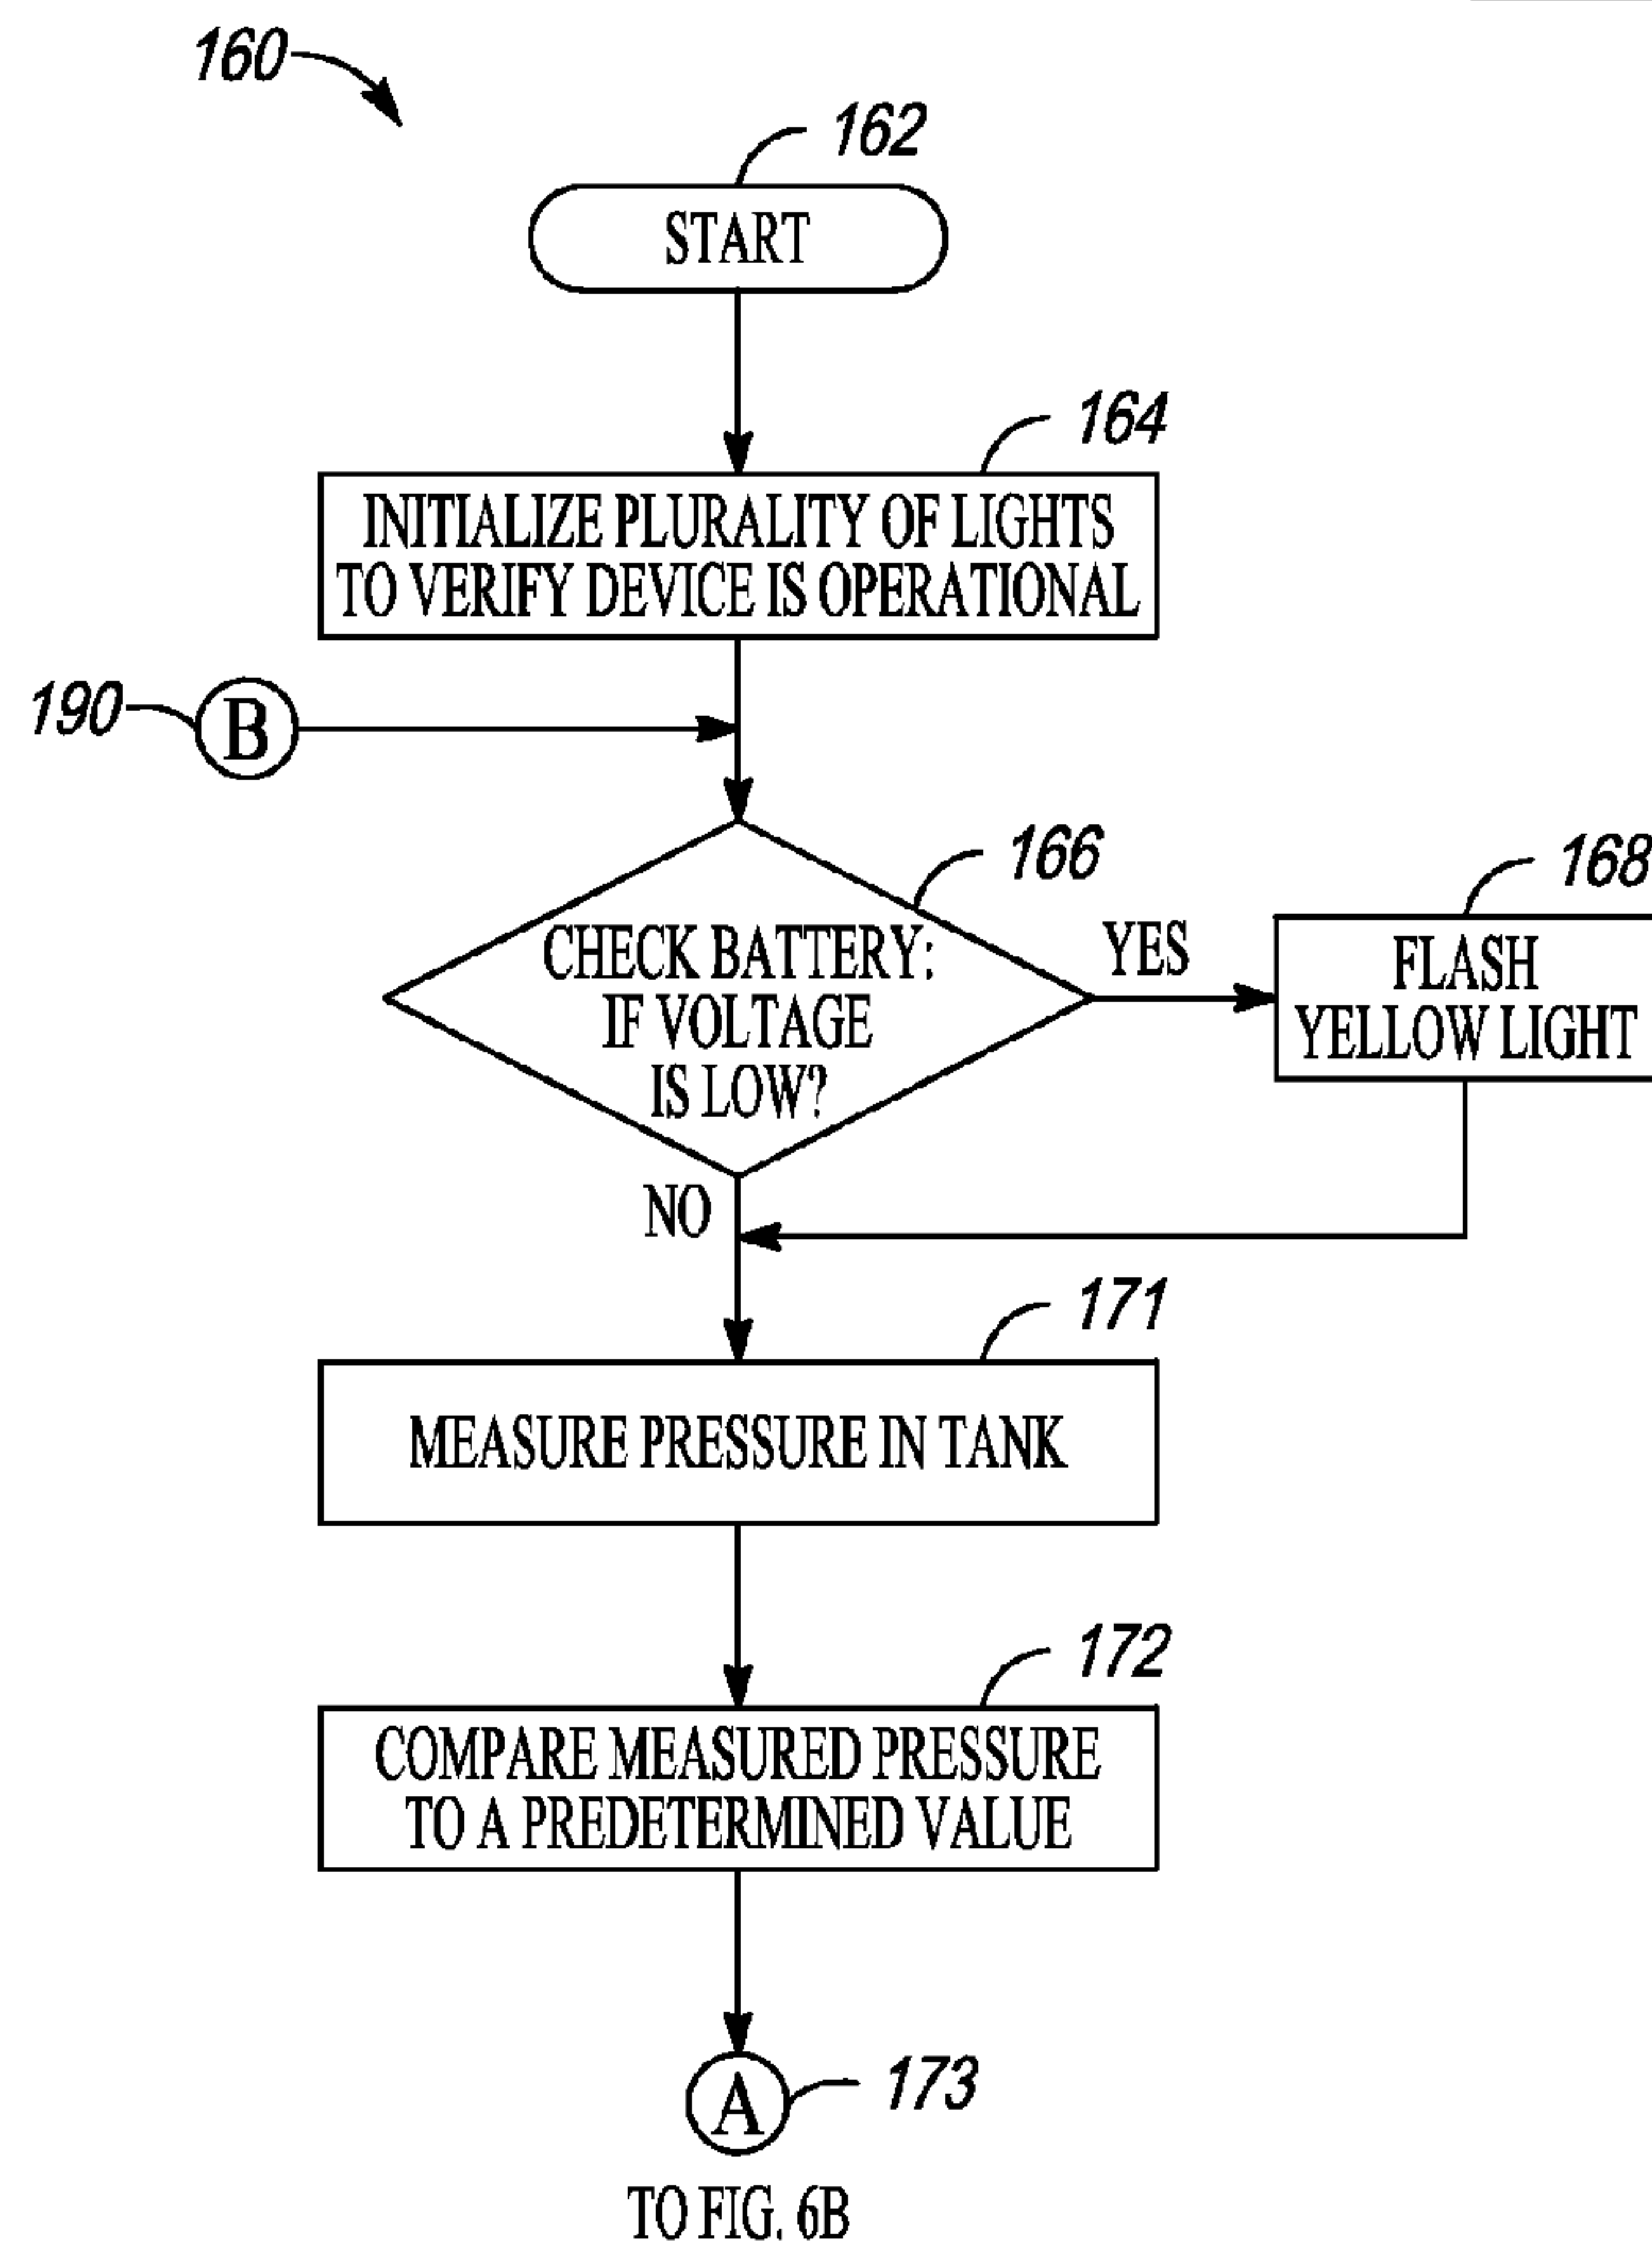 160
162
START
164
INITIALIZE PLURALITY OF LIGHTS
TO VERIFY DEVICE IS OPERATIONAL
190
B
166
168
CHECK BATTERY:
IF VOLTAGE
IS LOW?
YES
FLASH
YELLOW LIGHT
NO
171
MEASURE PRESSURE IN TANK
172
COMPARE MEASURED PRESSURE
TO A PREDETERMINED VALUE
A
173
TO FIG. 6B